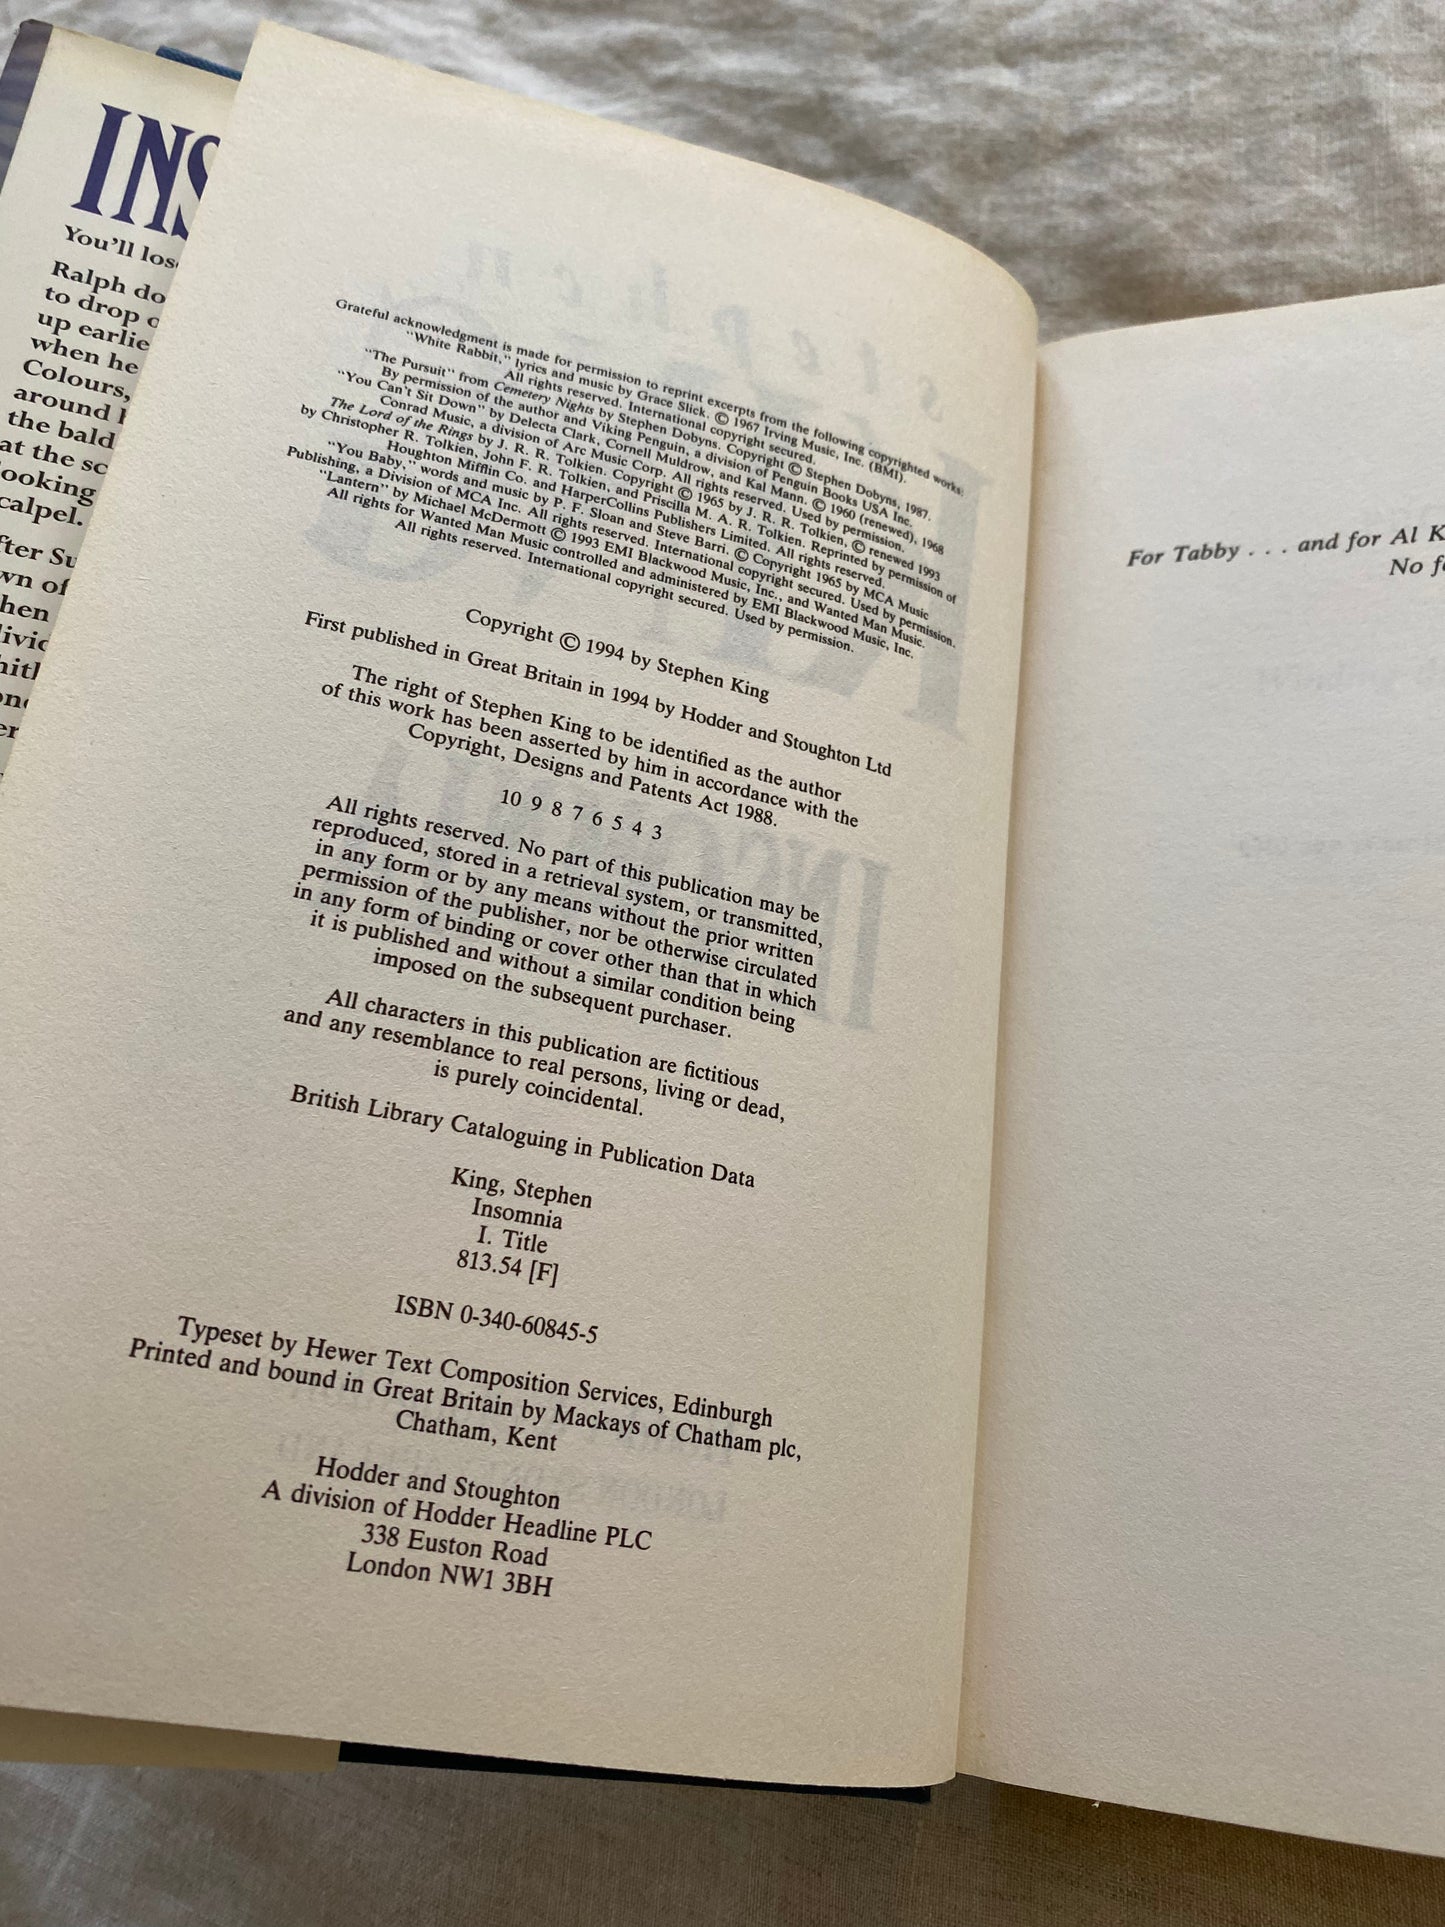 INS
You'll los
Ralph do
to drop
up earlie
when he
Colours,
around
the bald
at the sc
ooking
calpel.
fter Su
wn of
hen
livid
hitl
one
er
Grateful acknowledgment is made for permission to reprint excerpts from the following copyrighted works:
"White Rabbit," lyrics and music by Grace Slick. © 1967 Irving Music, Inc. (BMI).
All rights reserved. International copyright secured.
"The Pursuit" from Cemetery Nights by Stephen Dobyns. Copyright © Stephen Dobyns, 1987.
By permission of the author and Viking Penguin, a division of Penguin Books USA Inc.
"You Can't Sit Down" by Delecta Clark, Cornell Muldrow, and Kal Mann. © 1960 (renewed), 1968
Conrad Music, a division of Arc Music Corp. All rights reserved. Used by permission.
The Lord of the Rings by J. R. R. Tolkien. Copyright © 1965 by J. R. R. Tolkien, © renewed 1993
by Christopher R. Tolkien, John F. R. Tolkien, and Priscilla M. A. R. Tolkien. Reprinted by permission of
Houghton Mifflin Co. and HarperCollins Publishers Limited. All rights reserved.
"You Baby," words and music by P. F. Sloan and Steve Barri. © Copyright 1965 by MCA Music
Publishing, a Division of MCA Inc. All rights reserved. International copyright secured. Used by permission.
"Lantern" by Michael McDermott © 1993 EMI Blackwood Music, Inc., and Wanted Man Music.
All rights for Wanted Man Music controlled and administered by EMI Blackwood Music, Inc.
All rights reserved. International copyright secured. Used by permission.
Copyright © 1994 by Stephen King
First published in Great Britain in 1994 by Hodder and Stoughton Ltd
The right of Stephen King to be identified as the author
of this work has been asserted by him in accordance with the
Copyright, Designs and Patents Act 1988.
10 9 8 7 6 5 4 3
All rights reserved. No part of this publication may be
reproduced, stored in a retrieval system, or transmitted,
in any form or by any means without the prior written
permission of the publisher, nor be otherwise circulated
in any form of binding or cover other than that in which
it is published and without a similar condition being
imposed on the subsequent purchaser.
All characters in this publication are fictitious
and any resemblance to real persons, living or dead,
is purely coincidental.
British Library Cataloguing in Publication Data
King, Stephen
Insomnia
I. Title
813.54 [F]
ISBN 0-340-60845-5
Typeset by Hewer Text Composition Services, Edinburgh
Printed and bound in Great Britain by Mackays of Chatham plc,
Chatham, Kent
Hodder and Stoughton
A division of Hodder Headline PLC
338 Euston Road
London NW1 3BH
For Tabby . . . and for Al K
No fo